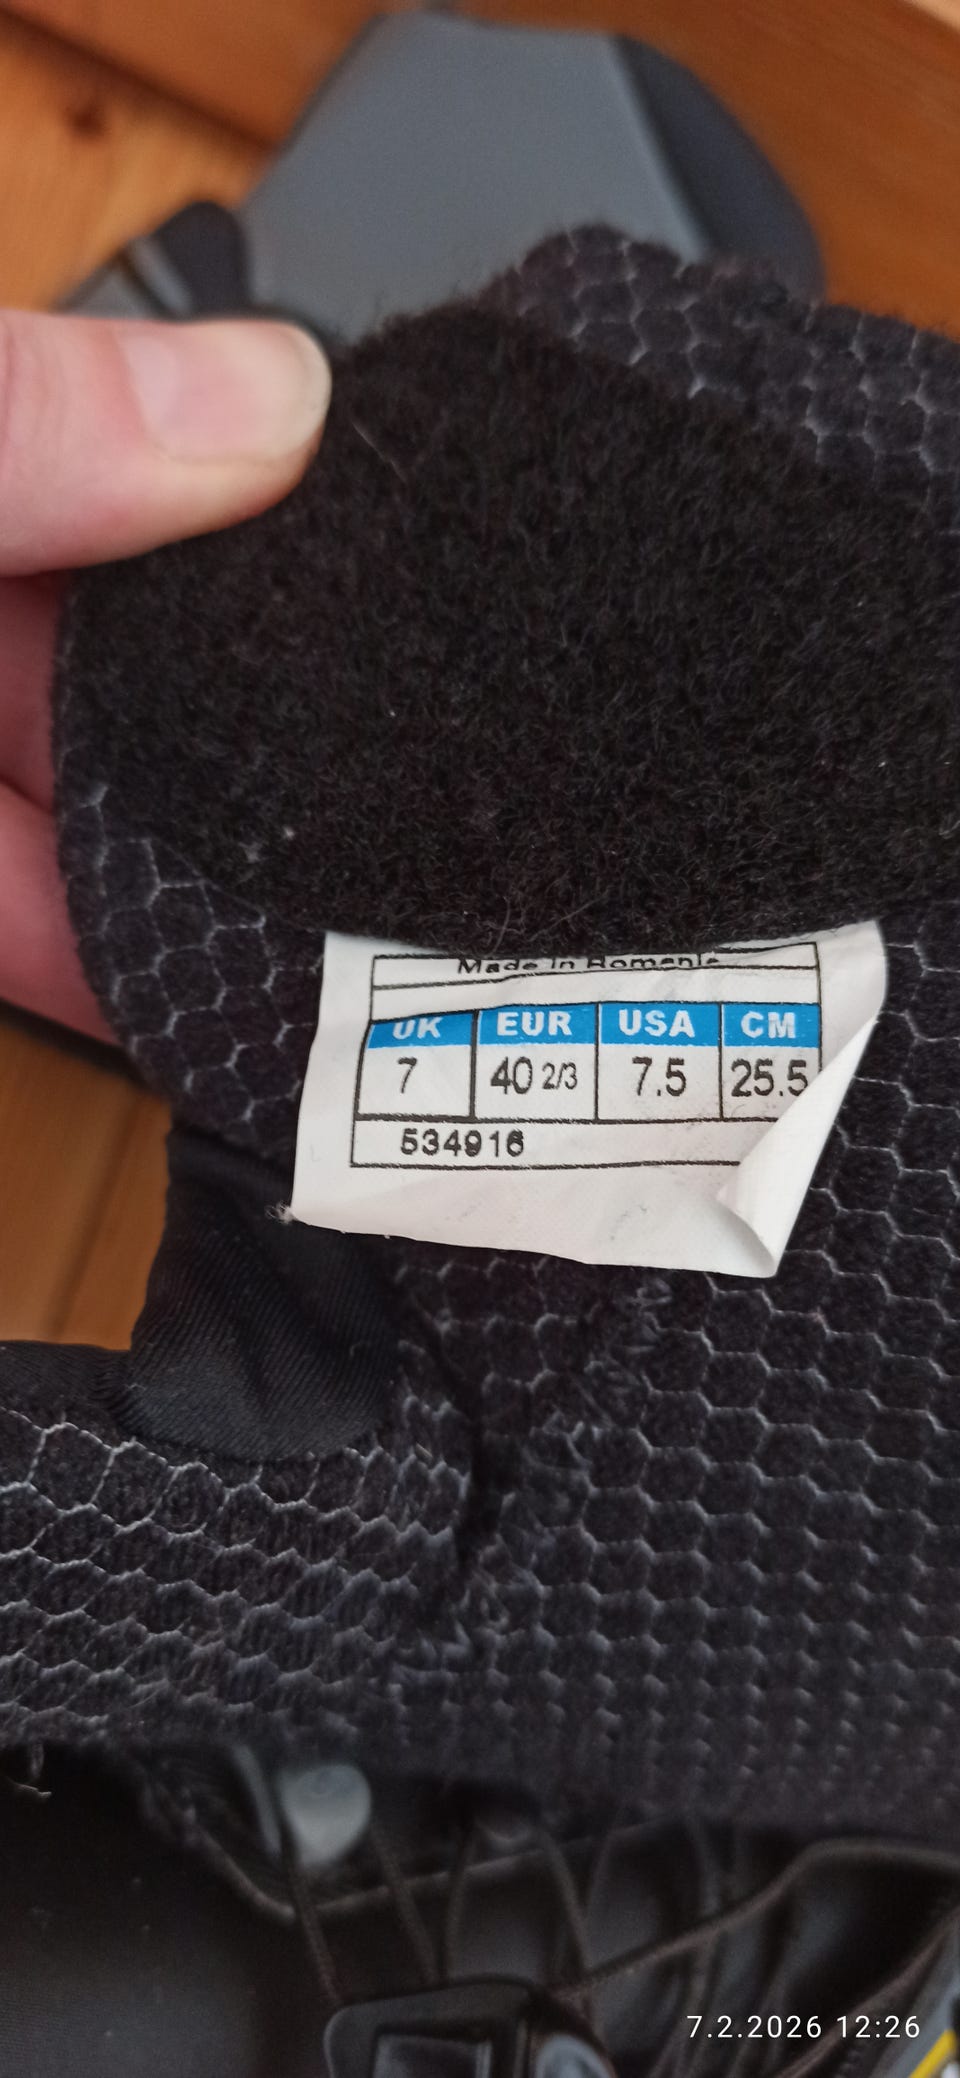 Made in Romania
UK EUR USA CM
7 40 2/3 7.5 25.5
534916
7.2.2026 12:26